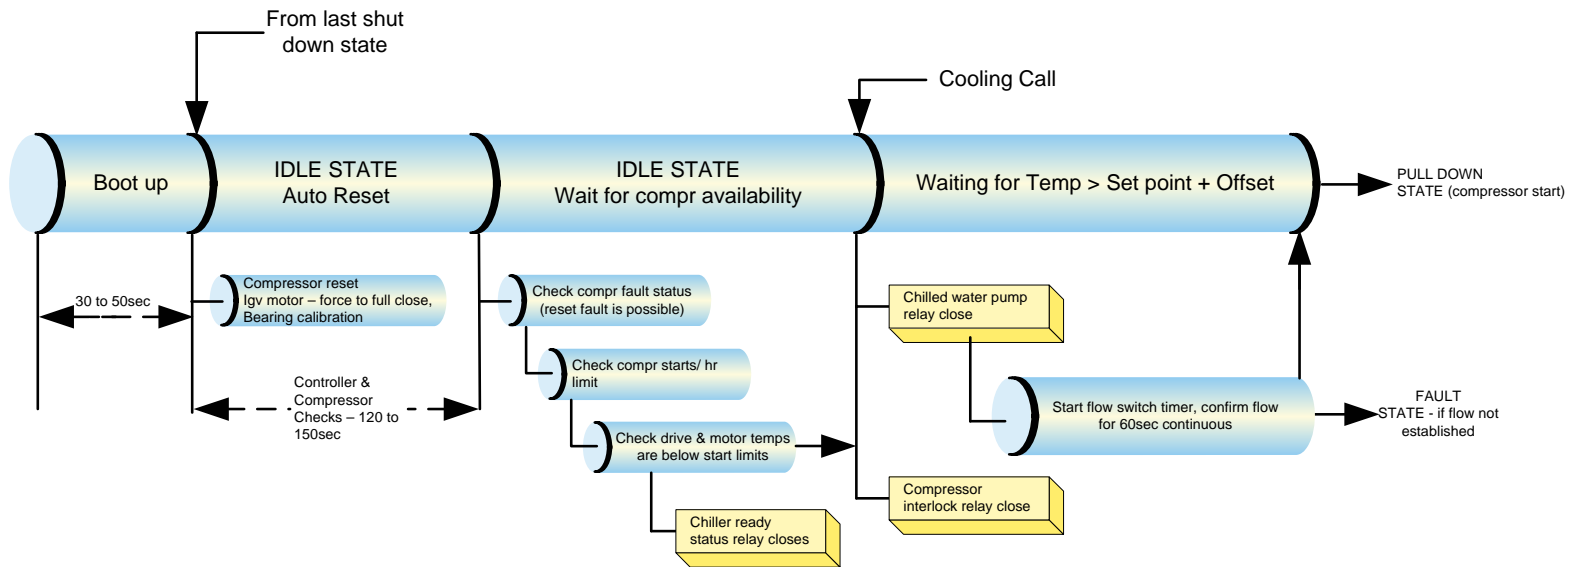 From last shut
down state
Cooling Call
Boot up
IDLE STATE
Auto Reset
IDLE STATE
Wait for compr availability
Waiting for Temp > Set point + Offset
PULL DOWN
STATE (compressor start)
30 to 50sec
Compressor reset
Igv motor – force to full close,
Bearing calibration
Check compr fault status
(reset fault is possible)
Chilled water pump
relay close
Check compr starts/ hr
limit
Controller &
Compressor
Checks – 120 to
150sec
Start flow switch timer, confirm flow
for 60sec continuous
FAULT
STATE - if flow not
established
Check drive & motor temps
are below start limits
Compressor
interlock relay close
Chiller ready
status relay closes